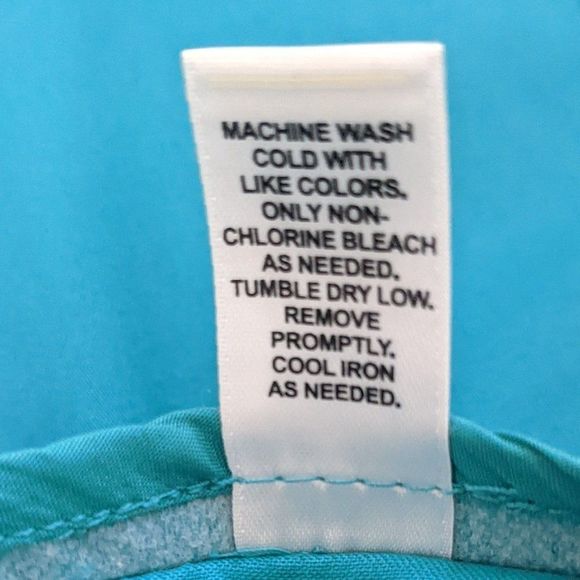 MACHINE WASH
COLD WITH
LIKE COLORS.
ONLY NON-
CHLORINE BLEACH
AS NEEDED.
TUMBLE DRY LOW.
REMOVE
PROMPTLY.
COOL IRON
AS NEEDED.